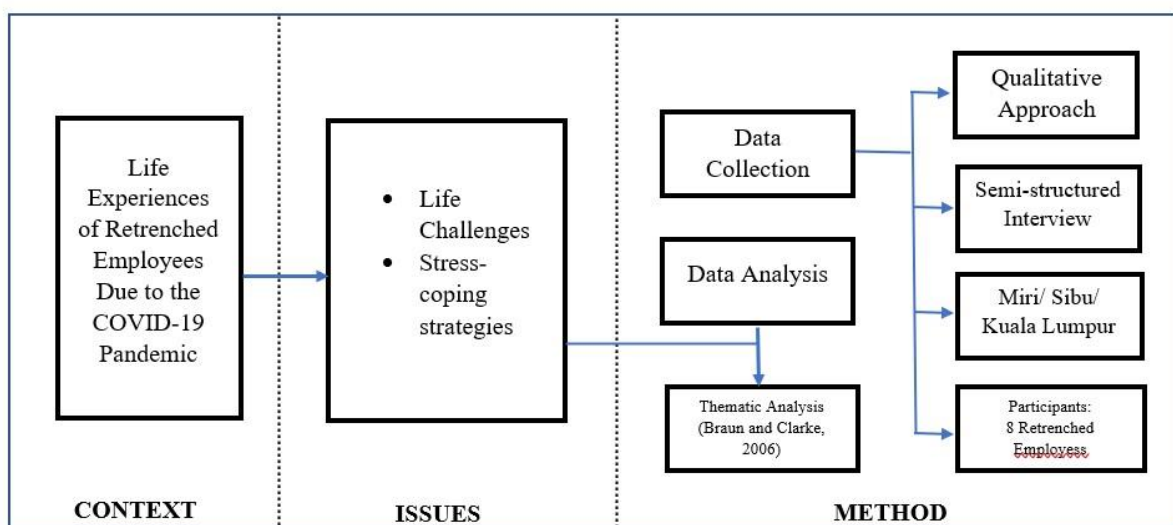 Life
Experiences
of Retrenched
Employees
Due to the
COVID-19
Pandemic
• Life
Challenges
• Stress-
coping
strategies
Data
Collection
Data Analysis
Thematic Analysis
(Braun and Clarke,
2006)
Qualitative
Approach
Semi-structured
Interview
Miri/ Sibu/
Kuala Lumpur
Participants:
8 Retrenched
Employess
CONTEXT
ISSUES
METHOD